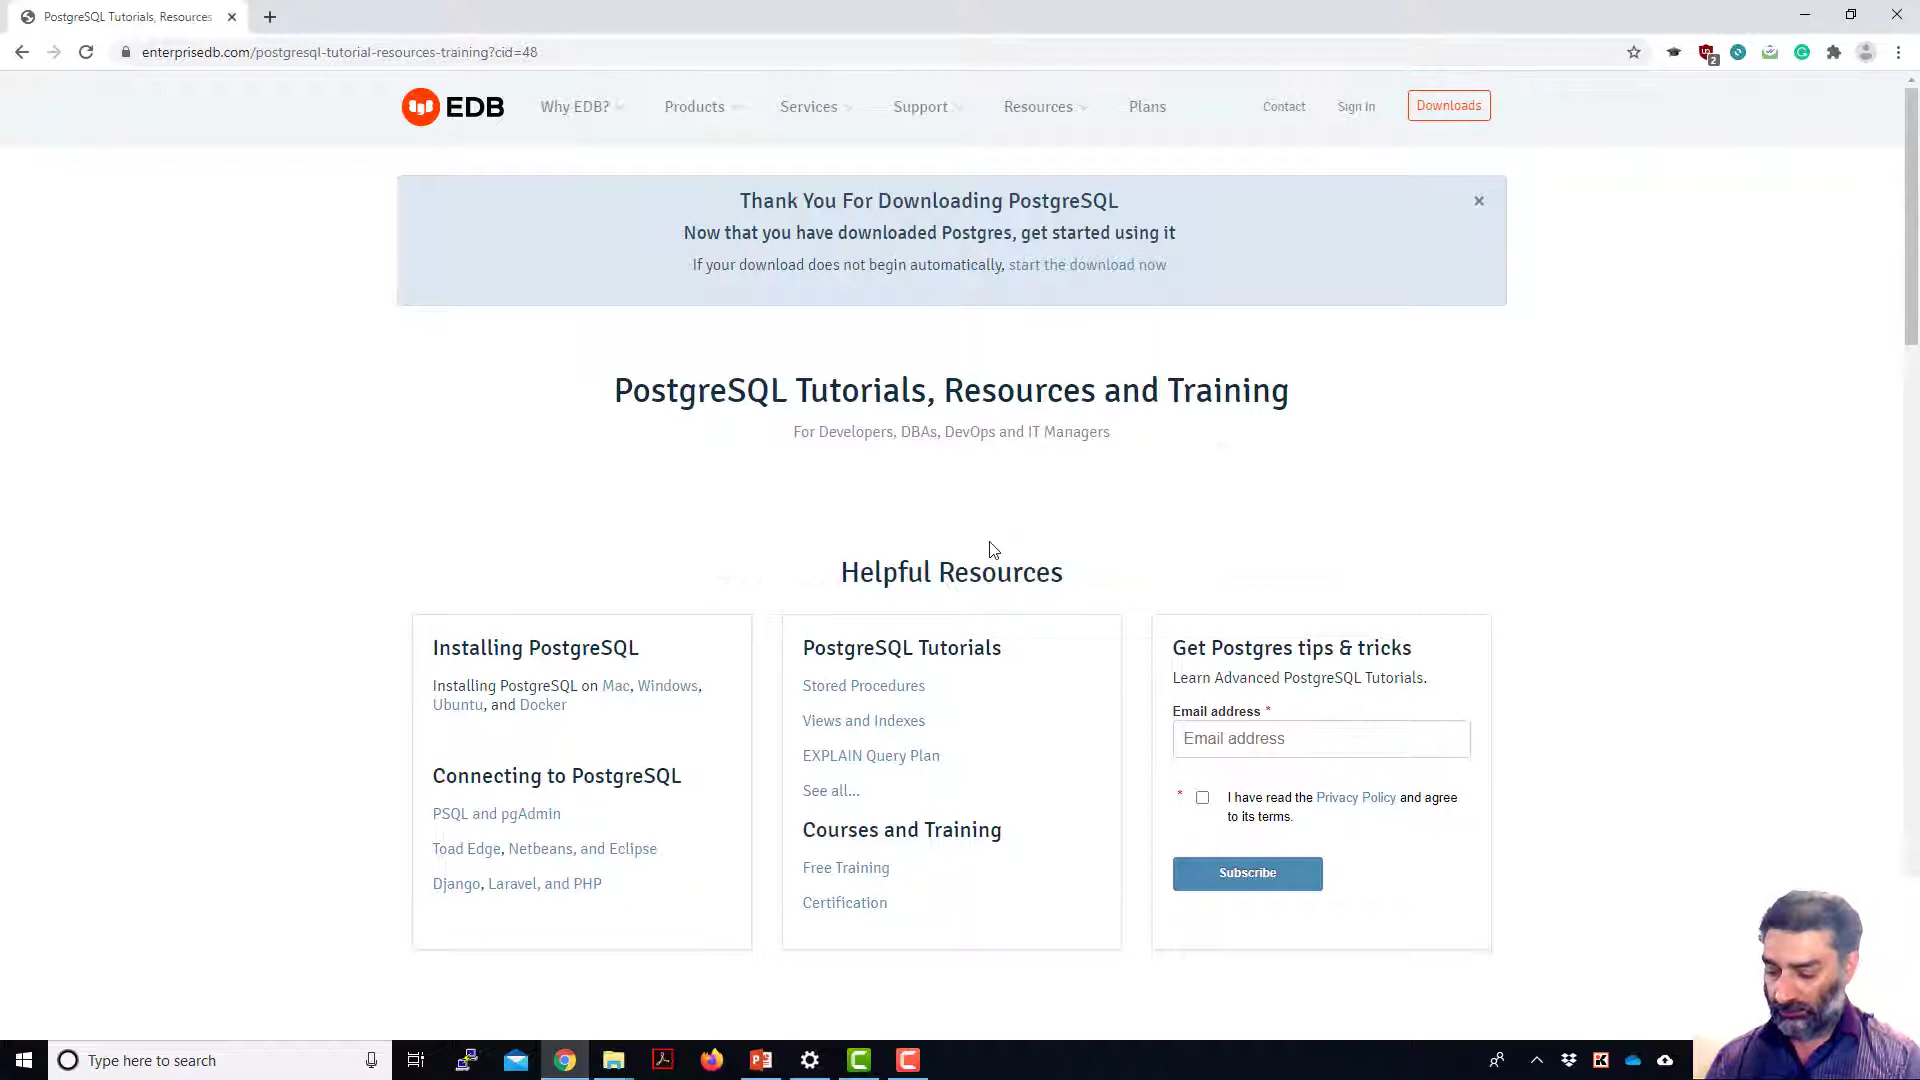 PostgreSQL Tutorials, Resources
enterprisedb.com/postgresql-tutorial-resources-training?cid=48
2
EDB
Why EDB?
Products
Services
Support
Resources
Plans
Contact
Sign In
Downloads
Thank You For Downloading PostgreSQL
Now that you have downloaded Postgres, get started using it
If your download does not begin automatically, start the download now
PostgreSQL Tutorials, Resources and Training
For Developers, DBAs, DevOps and IT Managers
Helpful Resources
Installing PostgreSQL
Installing PostgreSQL on Mac, Windows,
Ubuntu, and Docker
Connecting to PostgreSQL
PSQL and pgAdmin
Toad Edge, Netbeans, and Eclipse
Django, Laravel, and PHP
PostgreSQL Tutorials
Stored Procedures
Views and Indexes
EXPLAIN Query Plan
See all...
Courses and Training
Free Training
Certification
Get Postgres tips & tricks
Learn Advanced PostgreSQL Tutorials.
Email address *
Email address
* I have read the Privacy Policy and agree
to its terms.
Subscribe
Type here to search